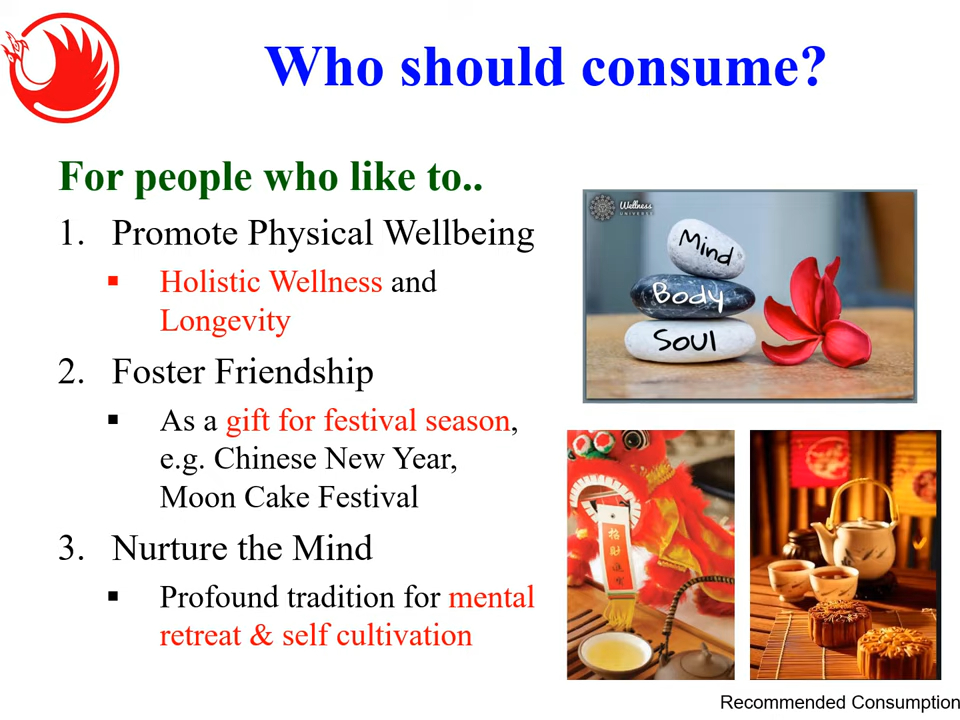 Who should consume?
For people who like to..
1. Promote Physical Wellbeing
▪ Holistic Wellness and
Longevity
2. Foster Friendship
▪ As a gift for festival season,
e.g. Chinese New Year,
Moon Cake Festival
3. Nurture the Mind
▪ Profound tradition for mental
retreat & self cultivation
Wellness
UNIVERSE
Mind
Body
Soul
招財進寶
Recommended Consumption